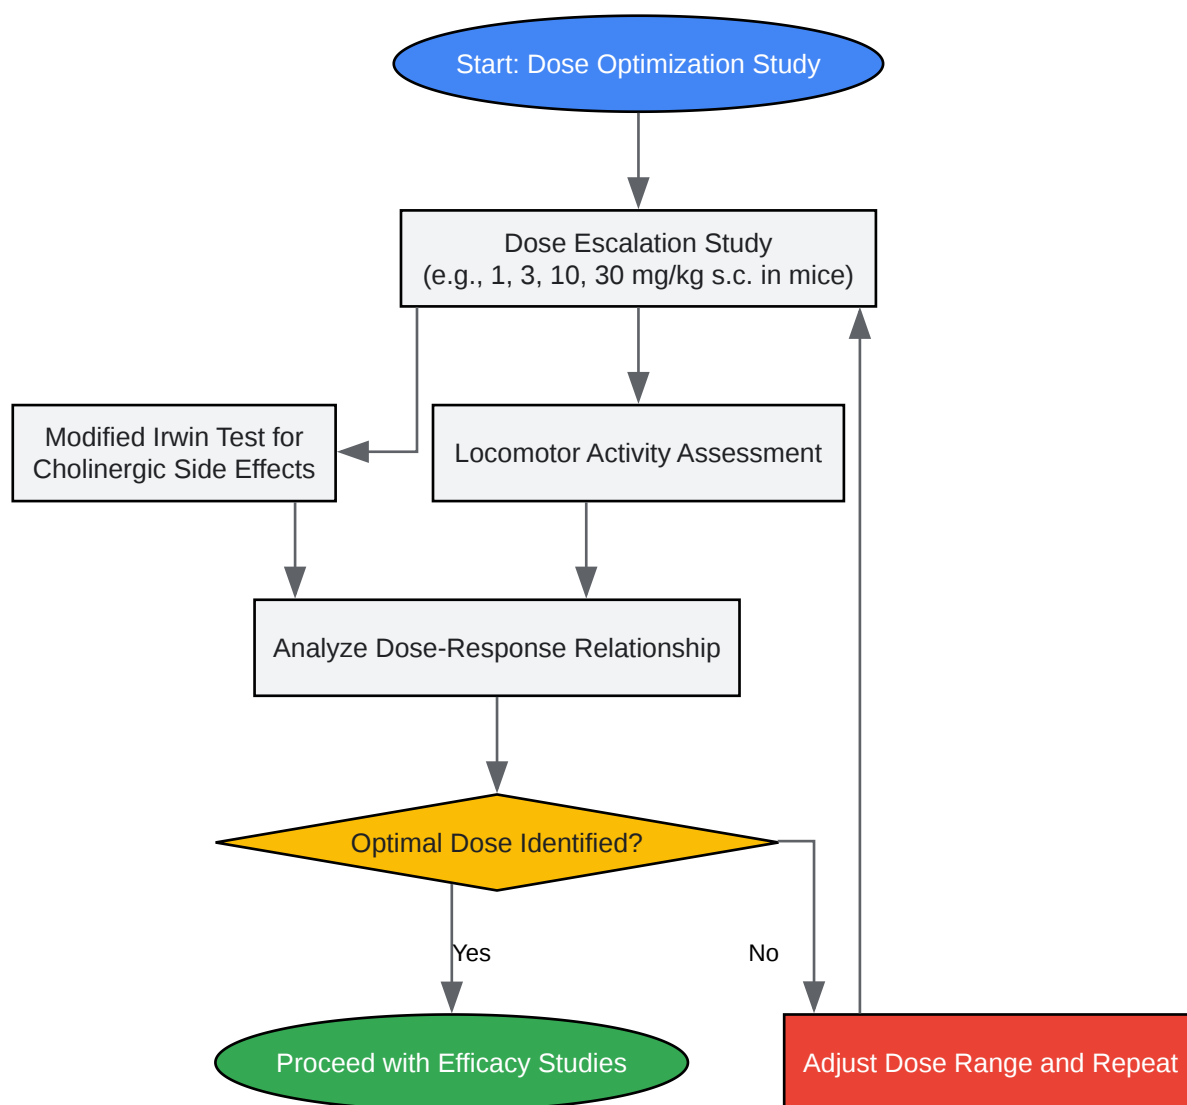 Start: Dose Optimization Study
Dose Escalation Study
(e.g., 1, 3, 10, 30 mg/kg s.c. in mice)
Modified Irwin Test for
Cholinergic Side Effects
Locomotor Activity Assessment
Analyze Dose-Response Relationship
Optimal Dose Identified?
Yes
No
Proceed with Efficacy Studies
Adjust Dose Range and Repeat